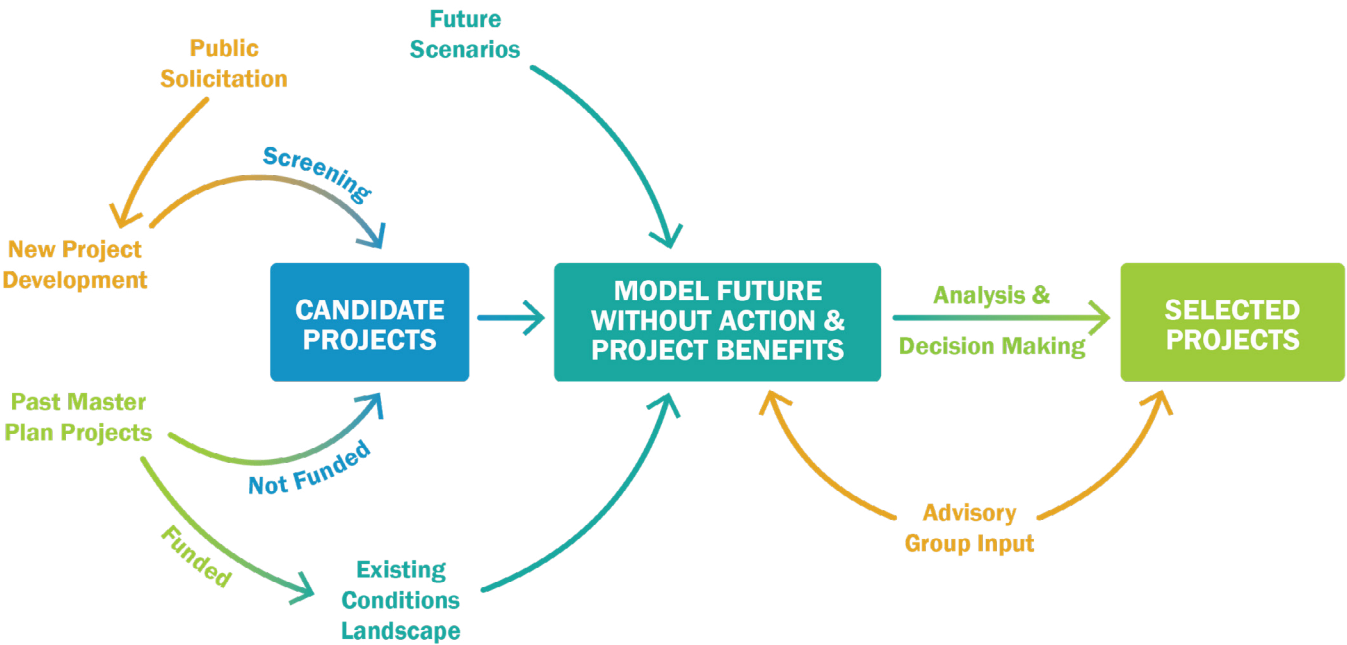 Future
Scenarios
Public
Solicitation
Screening
New Project
Development
CANDIDATE
PROJECTS
MODEL FUTURE
WITHOUT ACTION &
PROJECT BENEFITS
Analysis &
Decision Making
SELECTED
PROJECTS
Past Master
Plan Projects
Not Funded
Funded
Existing
Conditions
Landscape
Advisory
Group Input